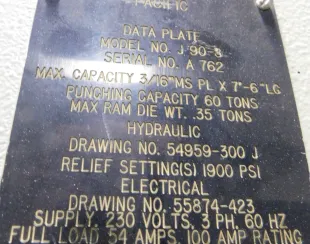 PACIFIC
DATA PLATE
MODEL NO. J 90-8
SERIAL NO. A 762
MAX. CAPACITY 3/16"MS PL X 7'-6"LG
PUNCHING CAPACITY 60 TONS
MAX RAM DIE WT. .35 TONS
HYDRAULIC
DRAWING NO. 54959-300 J
RELIEF SETTING(S) 1900 PSI
ELECTRICAL
DRAWING NO. 55874-423
SUPPLY, 230 VOLTS, 3 PH, 60 HZ
FULL LOAD 54 AMPS, 100 AMP RATING